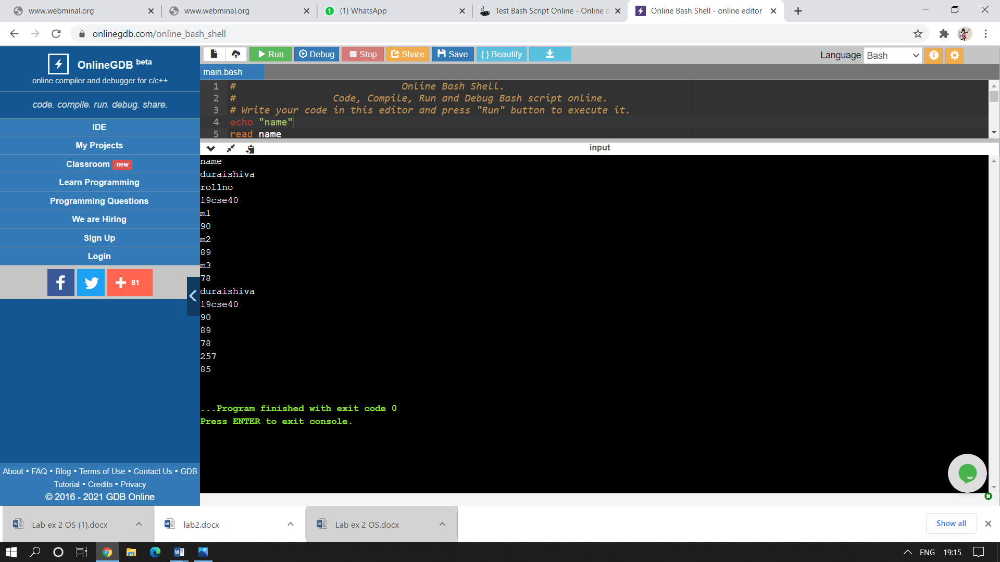 www.webminal.org
www.webminal.org
1 (1) WhatsApp
Test Bash Script Online - Online
Online Bash Shell - online editor
onlinegdb.com/online_bash_shell
OnlineGDB beta
online compiler and debugger for c/c++
code. compile. run. debug. share.
IDE
My Projects
Classroom new
Learn Programming
Programming Questions
We are Hiring
Sign Up
Login
f
81
About • FAQ • Blog • Terms of Use • Contact Us • GDB
Tutorial • Credits • Privacy
© 2016 - 2021 GDB Online
Run Debug Stop Share Save { } Beautify
Language Bash
main.bash
1 # Online Bash Shell.
2 # Code, Compile, Run and Debug Bash script online.
3 # Write your code in this editor and press "Run" button to execute it.
4 echo "name"
5 read name
input
name
duraishiva
rollno
19cse40
m1
90
m2
89
m3
78
duraishiva
19cse40
90
89
78
257
85
...Program finished with exit code 0
Press ENTER to exit console.
Lab ex 2 OS (1).docx
lab2.docx
Lab ex 2 OS.docx
Show all
ENG 19:15